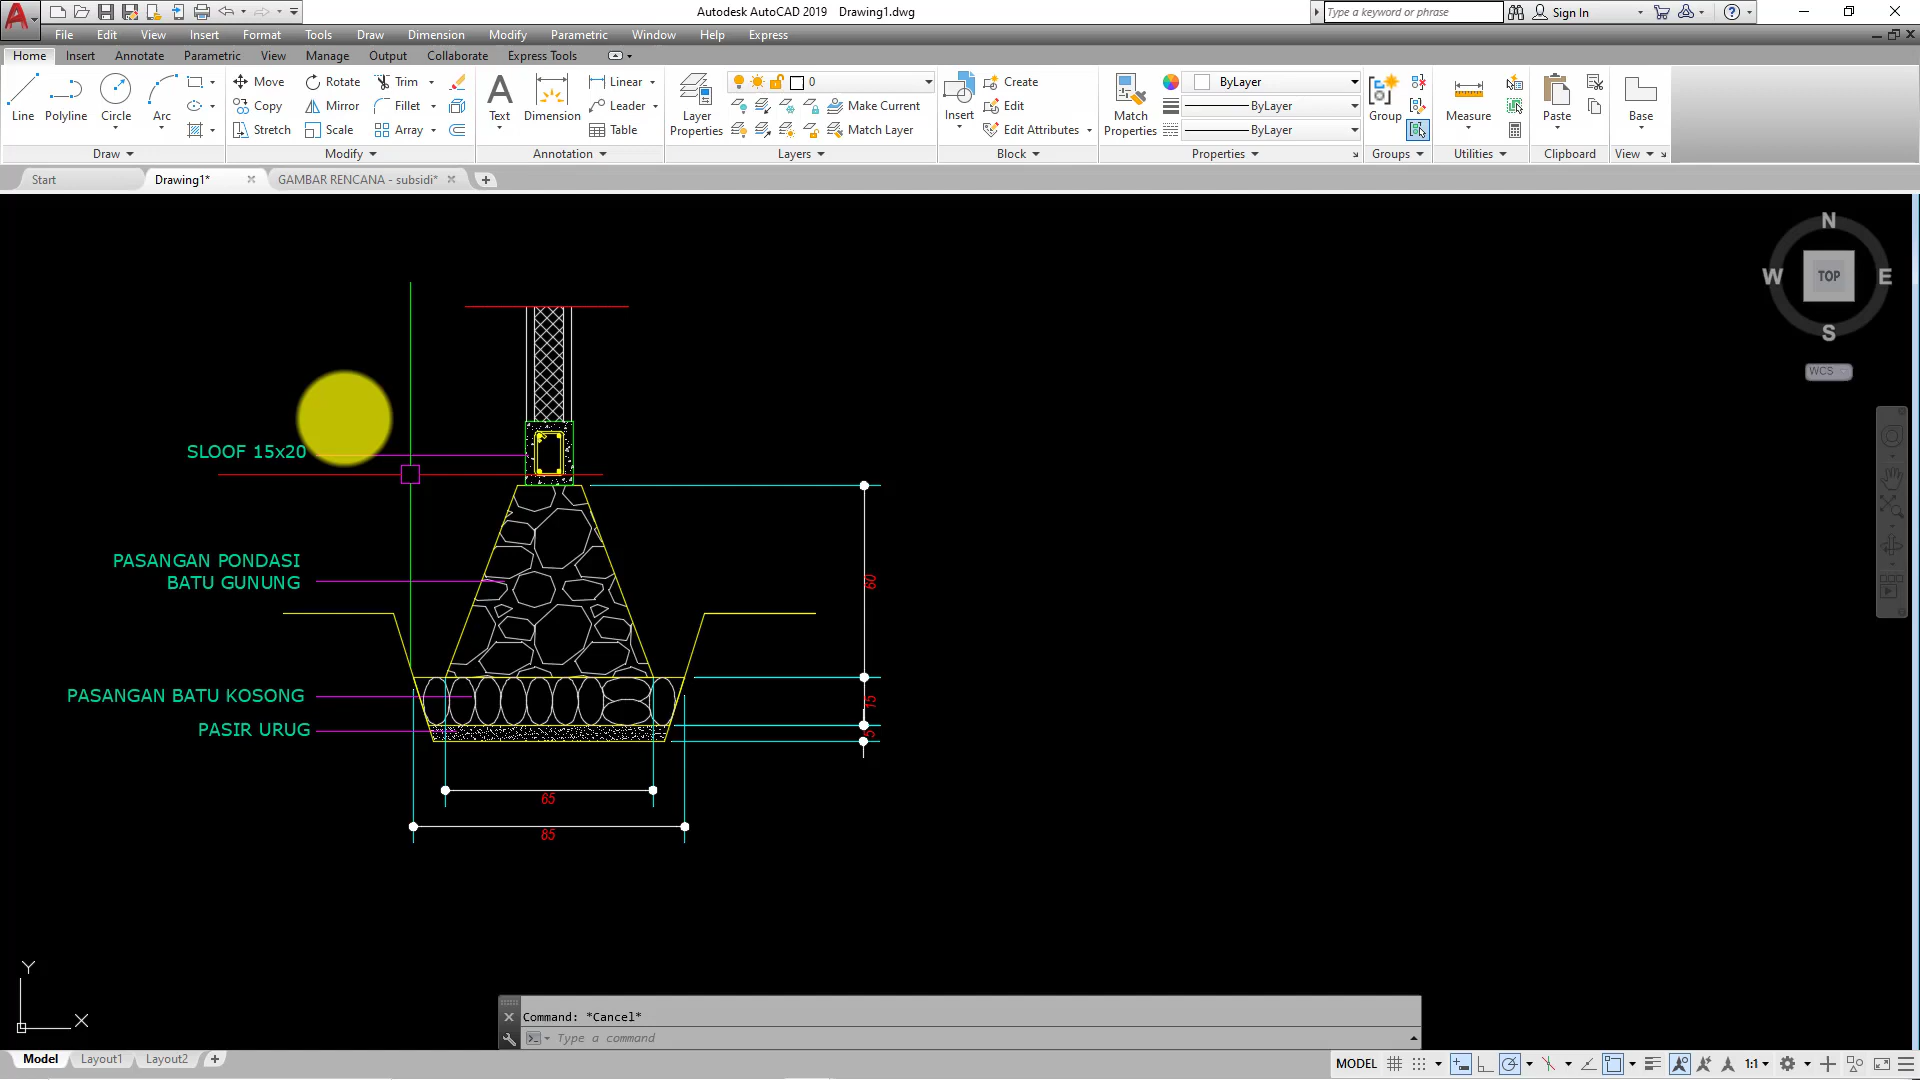 Autodesk AutoCAD 2019 Drawing1.dwg
Type a keyword or phrase
Sign In
File Edit View Insert Format Tools Draw Dimension Modify Parametric Window Help Express
Home Insert Annotate Parametric View Manage Output Collaborate Express Tools
Line
Polyline
Circle
Arc
Draw
Move
Copy
Stretch
Rotate
Mirror
Scale
Trim
Fillet
Array
Modify
Text
Dimension
Linear
Leader
Table
Annotation
Layer
Properties
0
Make Current
Match Layer
Layers
Insert
Create
Edit
Edit Attributes
Block
Match
Properties
ByLayer
ByLayer
ByLayer
Properties
Group
Groups
Measure
Utilities
Paste
Clipboard
Base
View
Start
Drawing1*
GAMBAR RENCANA - subsidi*
N
W
TOP
E
S
WCS
SLOOF 15x20
PASANGAN PONDASI
BATU GUNUNG
PASANGAN BATU KOSONG
PASIR URUG
60
15
5
65
85
Y
X
Command: *Cancel*
Type a command
Model Layout1 Layout2
MODEL
1:1